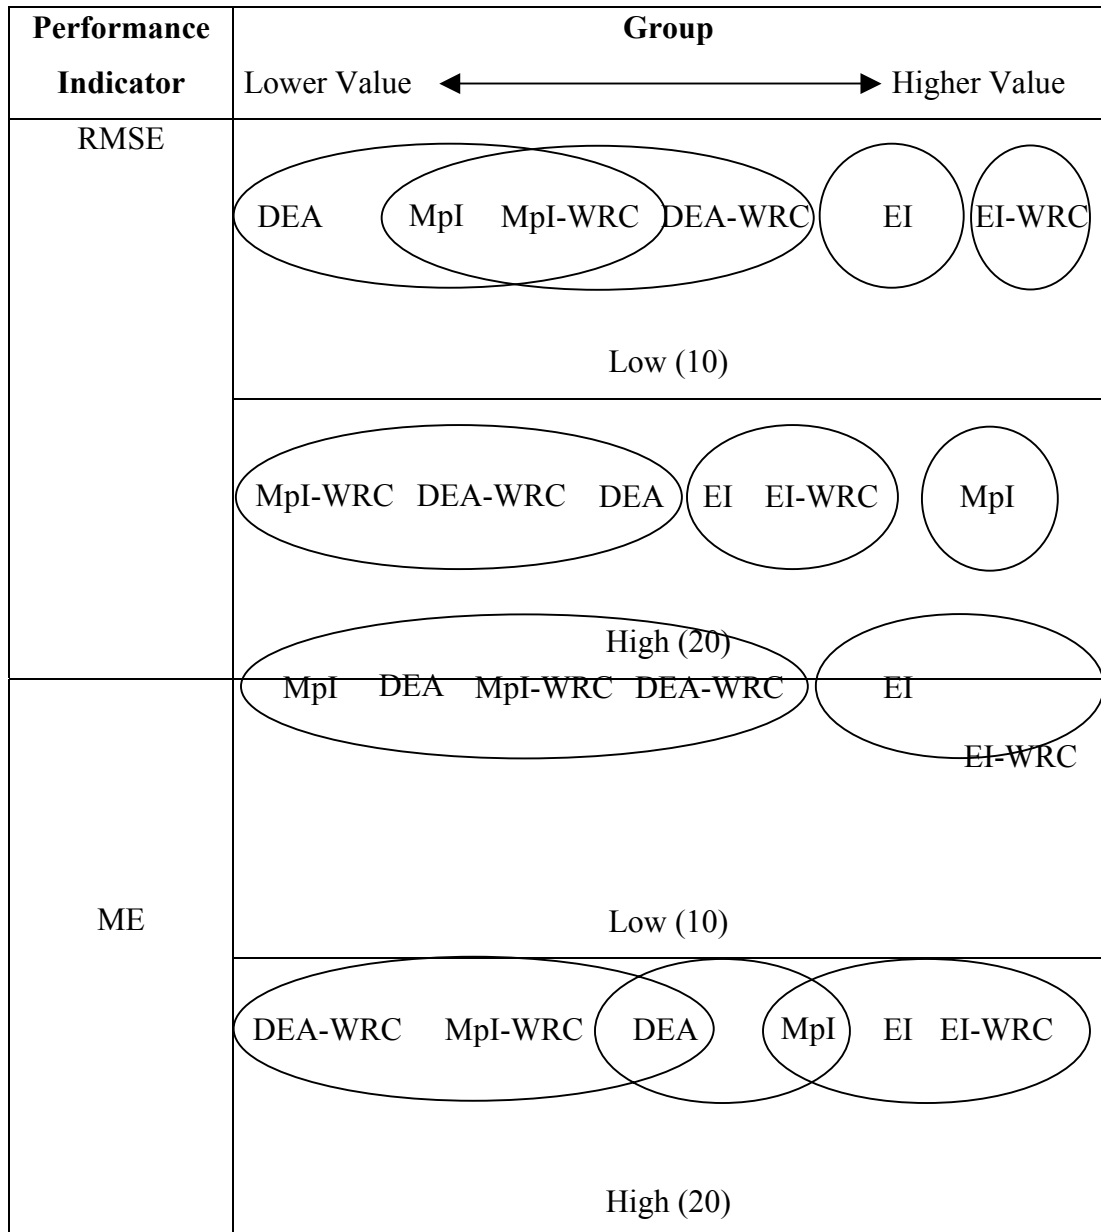 Performance Indicator
Group
Lower Value Higher Value
RMSE
DEA MpI MpI-WRC DEA-WRC EI EI-WRC
Low (10)
MpI-WRC DEA-WRC DEA EI EI-WRC MpI
High (20)
MpI DEA MpI-WRC DEA-WRC EI
EI-WRC
ME
Low (10)
DEA-WRC MpI-WRC DEA MpI EI EI-WRC
High (20)